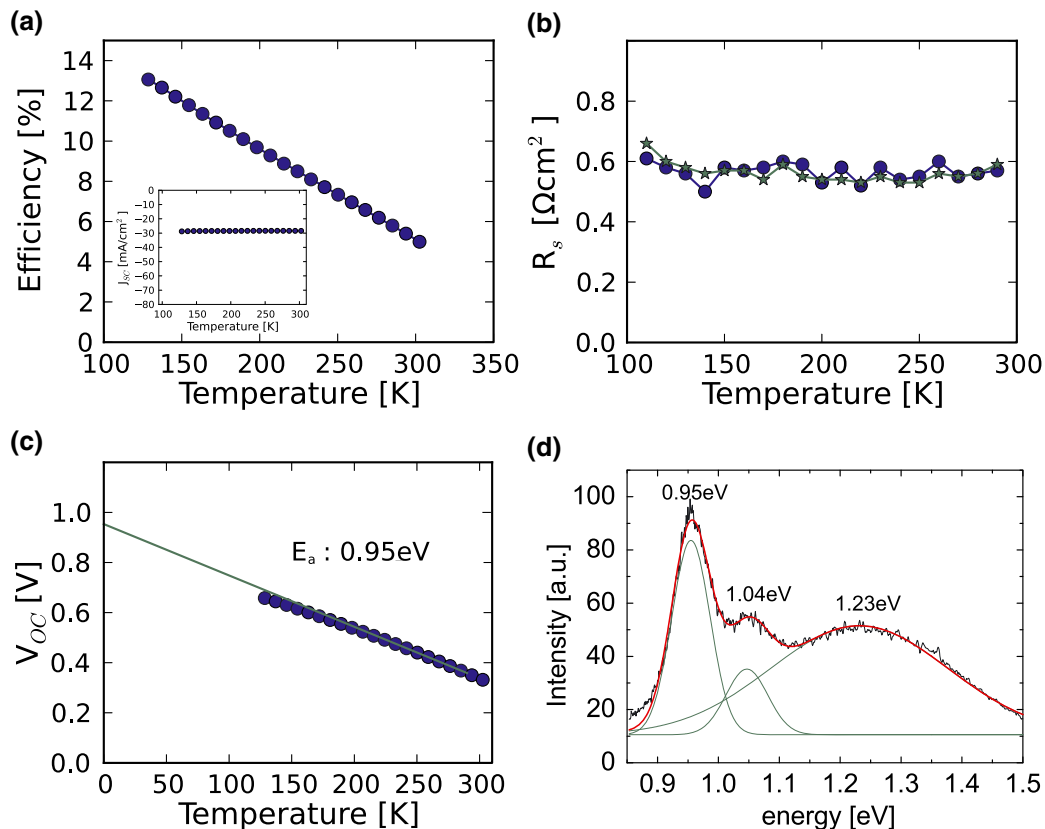 (a)
Efficiency [%]
14
12
10
8
6
4
2
0
100 150 200 250 300 350
Temperature [K]
J_SC [mA/cm²]
0
−10
−20
−30
−40
−50
−60
−70
−80
100 150 200 250 300
Temperature [K]
(b)
R_s [Ωcm²]
0.8
0.6
0.4
0.2
0.0
100 150 200 250 300
Temperature [K]
(c)
V_OC [V]
1.0
0.8
0.6
0.4
0.2
0.0
0 50 100 150 200 250 300
Temperature [K]
E_a : 0.95eV
(d)
Intensity [a.u.]
100
80
60
40
20
0
0.9 1.0 1.1 1.2 1.3 1.4 1.5
energy [eV]
0.95eV
1.04eV
1.23eV